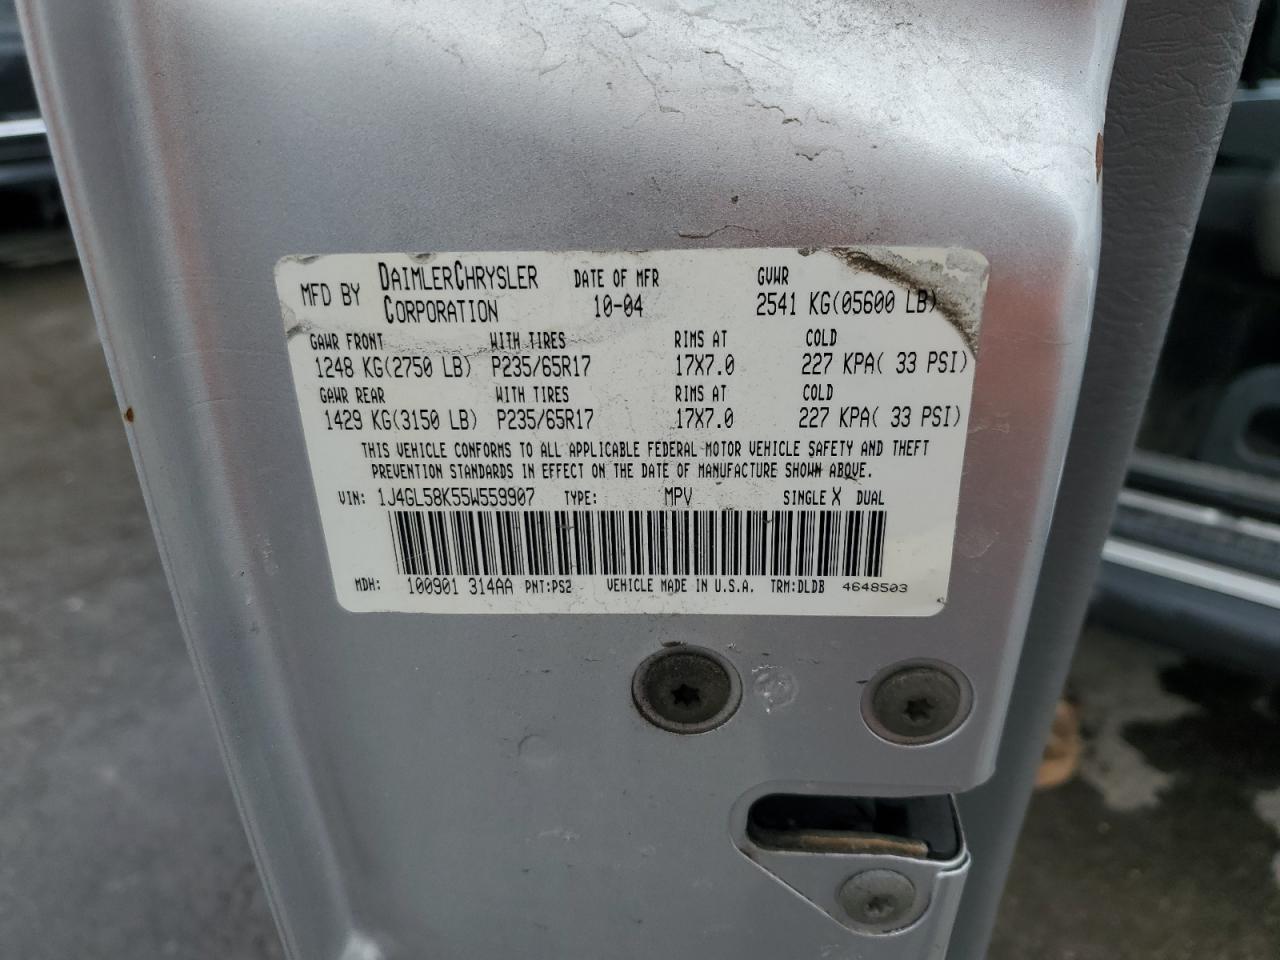 MFD BY DAIMLERCHRYSLER CORPORATION DATE OF MFR 10-04 GVWR 2541 KG(05600 LB)
GAWR FRONT WITH TIRES RIMS AT COLD
1248 KG(2750 LB) P235/65R17 17X7.0 227 KPA( 33 PSI)
GAWR REAR WITH TIRES RIMS AT COLD
1429 KG(3150 LB) P235/65R17 17X7.0 227 KPA( 33 PSI)
THIS VEHICLE CONFORMS TO ALL APPLICABLE FEDERAL MOTOR VEHICLE SAFETY AND THEFT
PREVENTION STANDARDS IN EFFECT ON THE DATE OF MANUFACTURE SHOWN ABOVE.
VIN: 1J4GL58K55W559907 TYPE: MPV SINGLE X DUAL
MDH: 100901 314AA PNT:PS2 VEHICLE MADE IN U.S.A. TRM:DLDB 4648503